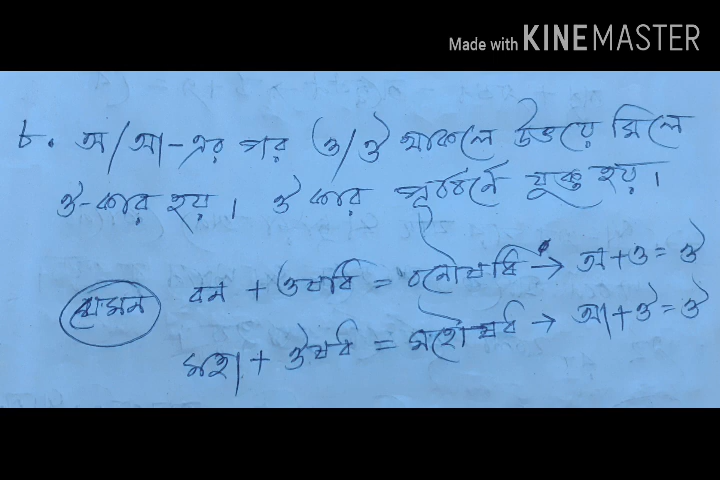 Made with KINEMASTER
৮. অ/আ-এর পর ও/ঔ থাকলে উভয়ে মিলে
ঔ-কার হয়। ঔ কার পূর্ববর্ণে যুক্ত হয়।
যেমন বন + ওষধি = বনৌষধি → অ+ও = ঔ
মহা + ঔষধ = মহৌষধ → আ+ঔ = ঔ